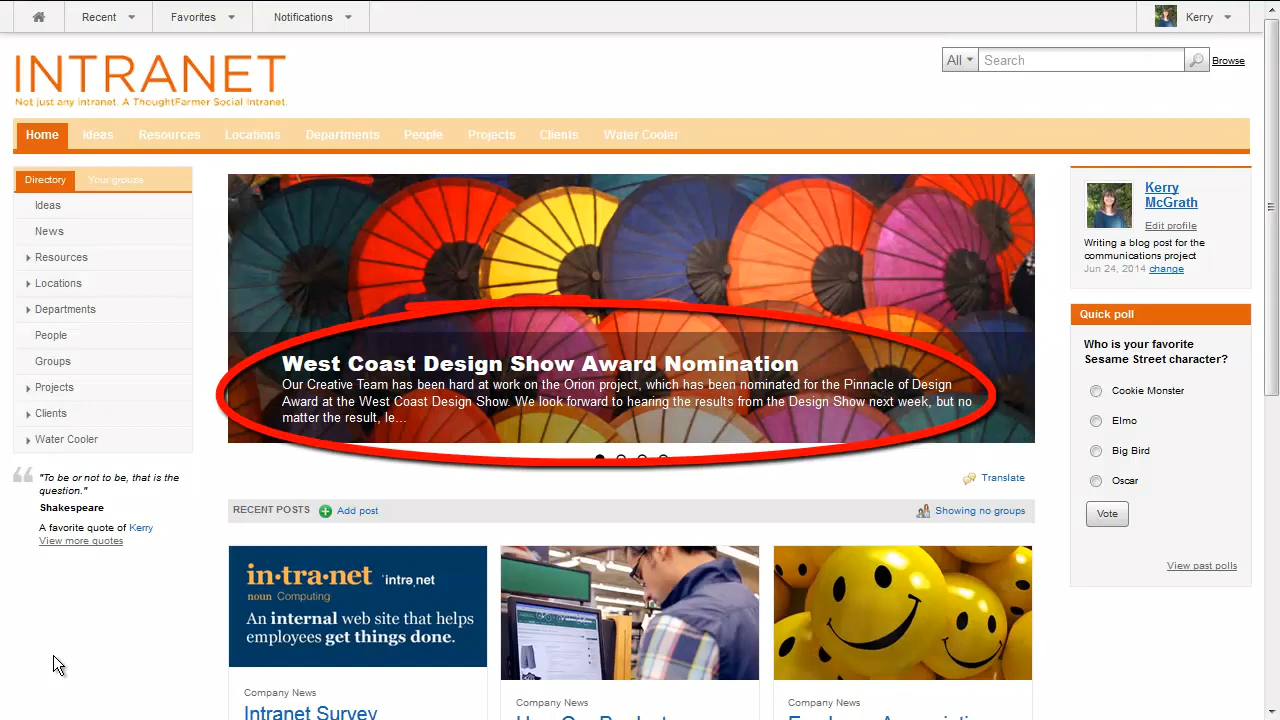 Recent
Favorites
Notifications
Kerry
INTRANET
Not just any intranet. A ThoughtFarmer Social Intranet.
All
Search
Browse
Home
Ideas
Resources
Locations
Departments
People
Projects
Clients
Water Cooler
Directory
Your groups
Ideas
News
Resources
Locations
Departments
People
Groups
Projects
Clients
Water Cooler
"To be or not to be, that is the
question."
Shakespeare
A favorite quote of Kerry
View more quotes
West Coast Design Show Award Nomination
Our Creative Team has been hard at work on the Orion project, which has been nominated for the Pinnacle of Design
Award at the West Coast Design Show. We look forward to hearing the results from the Design Show next week, but no
matter the result, le...
Translate
RECENT POSTS
Add post
Showing no groups
in·tra·net 'intrə,net
noun Computing
An internal web site that helps
employees get things done.
Company News
Intranet Survey
Company News
Company News
Kerry
McGrath
Edit profile
Writing a blog post for the
communications project
Jun 24, 2014 change
Quick poll
Who is your favorite
Sesame Street character?
Cookie Monster
Elmo
Big Bird
Oscar
Vote
View past polls